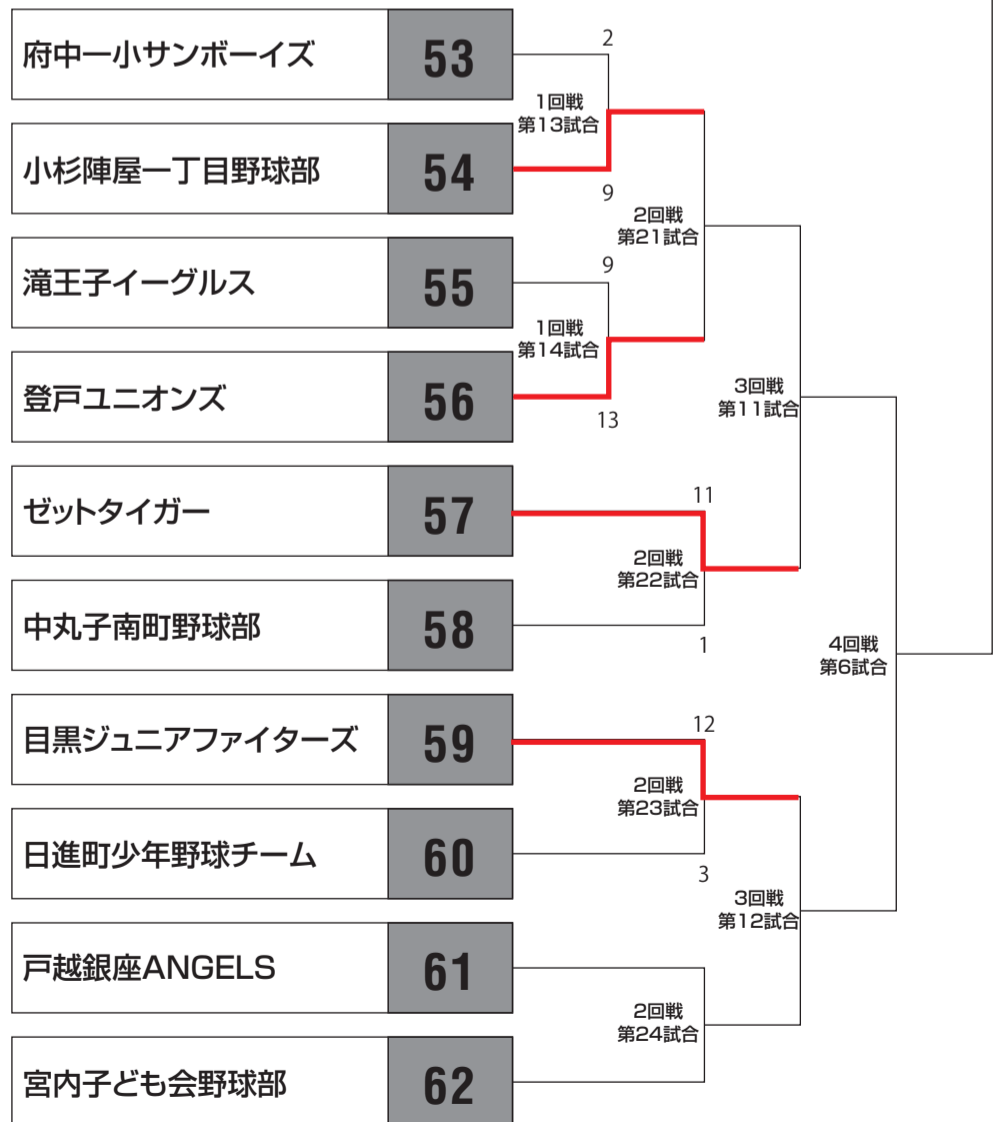 府中一小サンボーイズ 53
小杉陣屋一丁目野球部 54
滝王子イーグルス 55
登戸ユニオンズ 56
ゼットタイガー 57
中丸子南町野球部 58
目黒ジュニアファイターズ 59
日進町少年野球チーム 60
戸越銀座ANGELS 61
宮内子ども会野球部 62
2
1回戦
第13試合
9
9
1回戦
第14試合
13
2回戦
第21試合
11
2回戦
第22試合
1
12
2回戦
第23試合
3
2回戦
第24試合
3回戦
第11試合
3回戦
第12試合
4回戦
第6試合